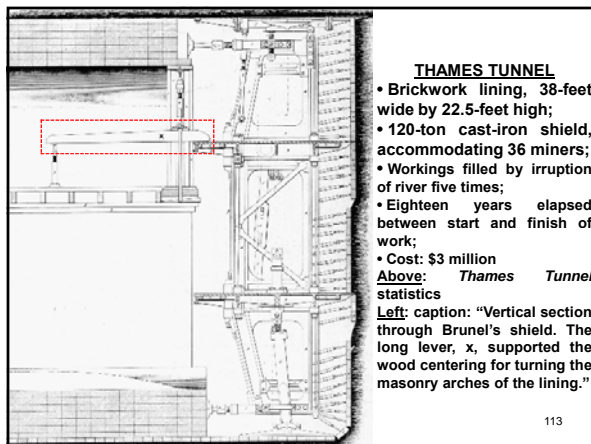 THAMES TUNNEL
• Brickwork lining, 38-feet
wide by 22.5-feet high;
• 120-ton cast-iron shield,
accommodating 36 miners;
• Workings filled by irruption
of river five times;
• Eighteen years elapsed
between start and finish of
work;
• Cost: $3 million
Above: Thames Tunnel
statistics
Left: caption: “Vertical section
through Brunel’s shield. The
long lever, x, supported the
wood centering for turning the
masonry arches of the lining.”
113
x